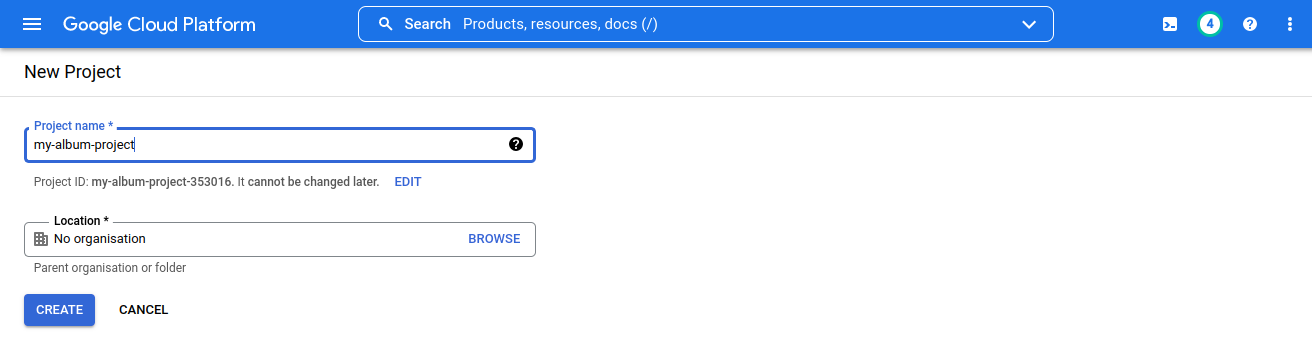 Google Cloud Platform
Search Products, resources, docs (/)
4
New Project
Project name *
my-album-project
Project ID: my-album-project-353016. It cannot be changed later. EDIT
Location *
No organisation BROWSE
Parent organisation or folder
CREATE CANCEL